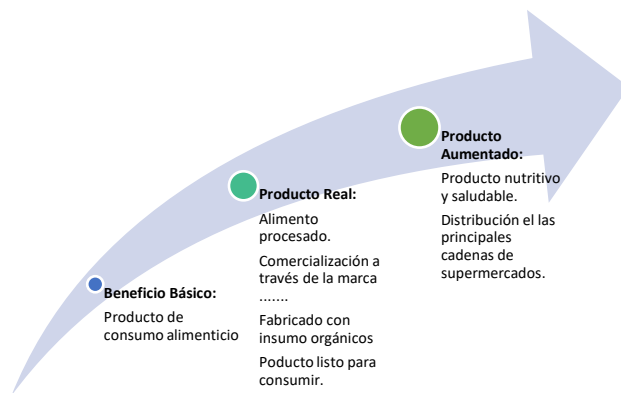 Beneficio Básico:
Producto de
consumo alimenticio
Producto Real:
Alimento
procesado.
Comercialización a
través de la marca
.......
Fabricado con
insumo orgánicos
Poducto listo para
consumir.
Producto
Aumentado:
Producto nutritivo
y saludable.
Distribución el las
principales
cadenas de
supermercados.